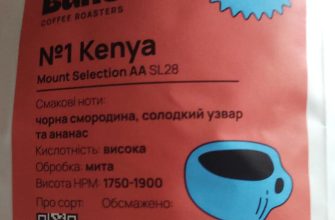 COFFEE ROASTERS
№1 Kenya
Mount Selection AA SL28
Смакові ноти:
чорна смородина, солодкий узвар
та ананас
Кислотність: висока
Обробка: мита
Висота НРМ: 1750-1900
Про сорт: Обсмажено: